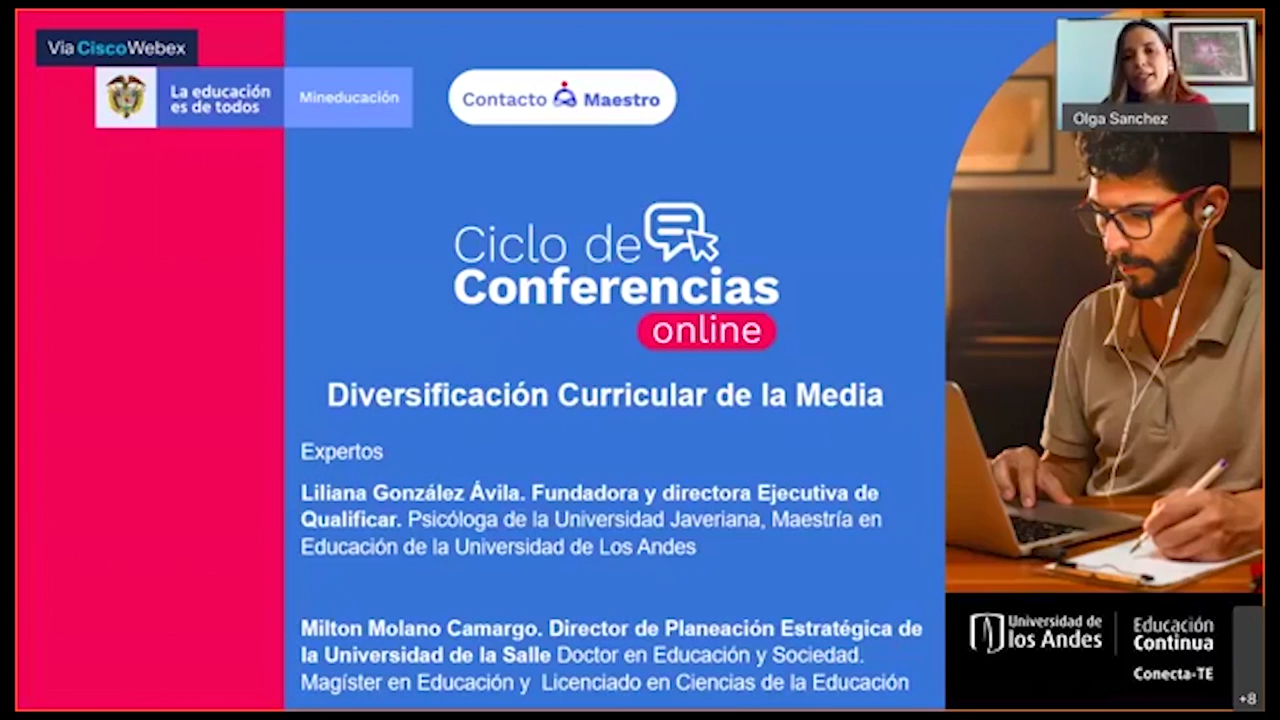 Vía CiscoWebex
La educación
es de todos
Mineducación
Contacto Maestro
Olga Sanchez
Ciclo de
Conferencias
online
Diversificación Curricular de la Media
Expertos
Liliana González Ávila. Fundadora y directora Ejecutiva de
Qualificar. Psicóloga de la Universidad Javeriana, Maestría en
Educación de la Universidad de Los Andes
Milton Molano Camargo. Director de Planeación Estratégica de
la Universidad de la Salle Doctor en Educación y Sociedad.
Magíster en Educación y Licenciado en Ciencias de la Educación
Universidad de
los Andes
Educación
Continua
Conecta-TE
+8